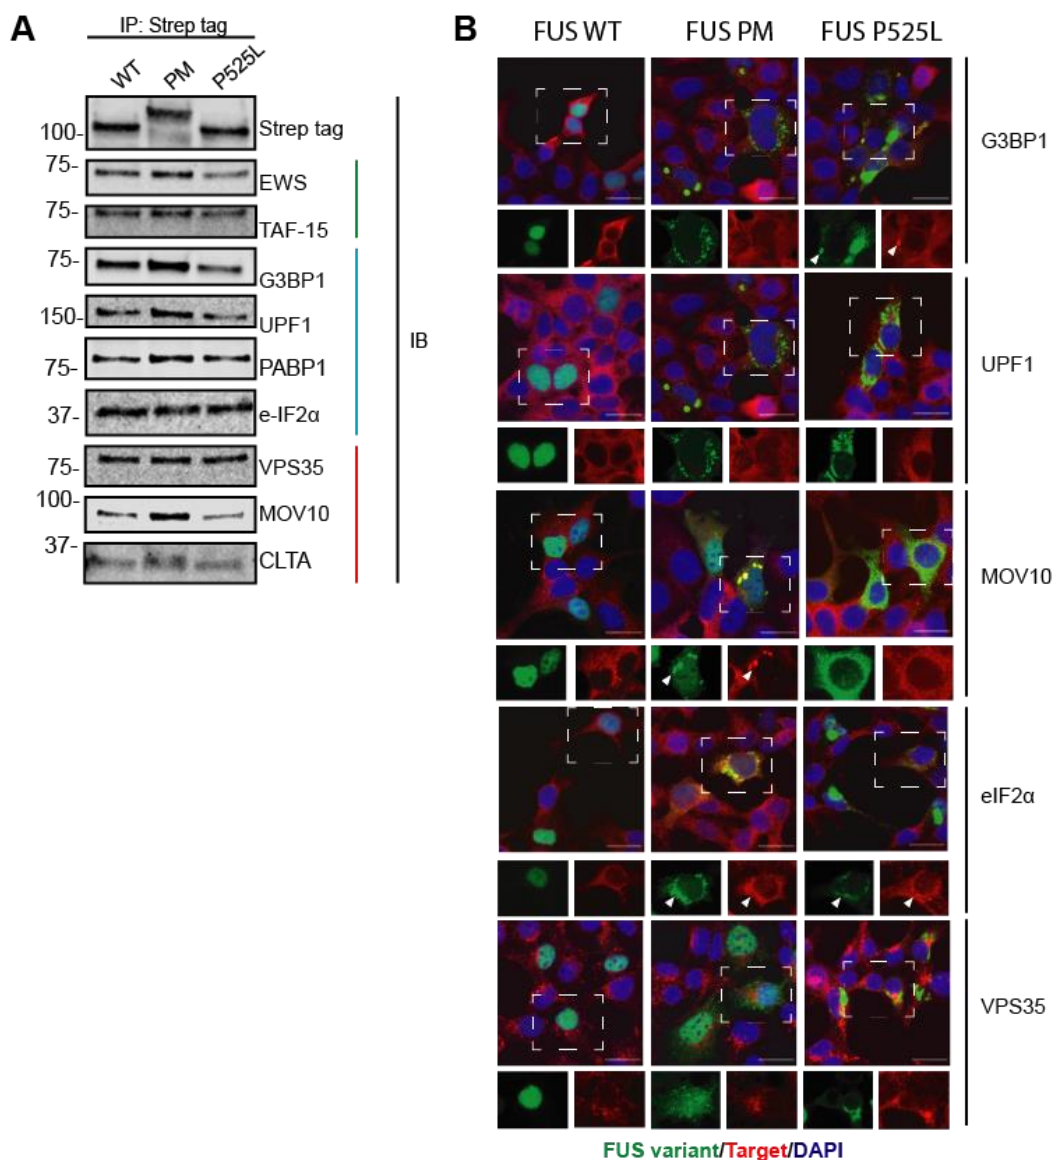 A
IP: Strep tag
WT PM P525L
100-
Strep tag
75-
EWS
75-
TAF-15
75-
G3BP1
150-
UPF1
75-
PABP1
37-
e-IF2α
75-
VPS35
100-
MOV10
37-
CLTA
IB
B
FUS WT FUS PM FUS P525L
G3BP1
UPF1
MOV10
eIF2α
VPS35
FUS variant/Target/DAPI